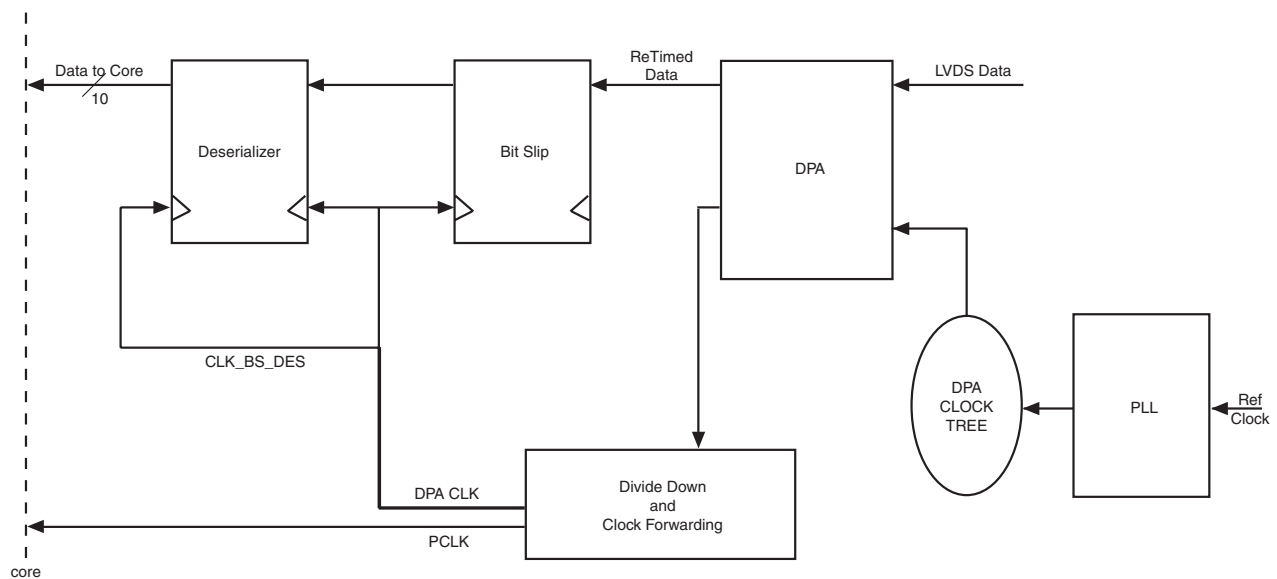 Data to Core
10
Deserializer
Bit Slip
ReTimed
Data
DPA
LVDS Data
CLK_BS_DES
DPA
CLOCK
TREE
PLL
Ref
Clock
DPA CLK
Divide Down
and
Clock Forwarding
PCLK
core